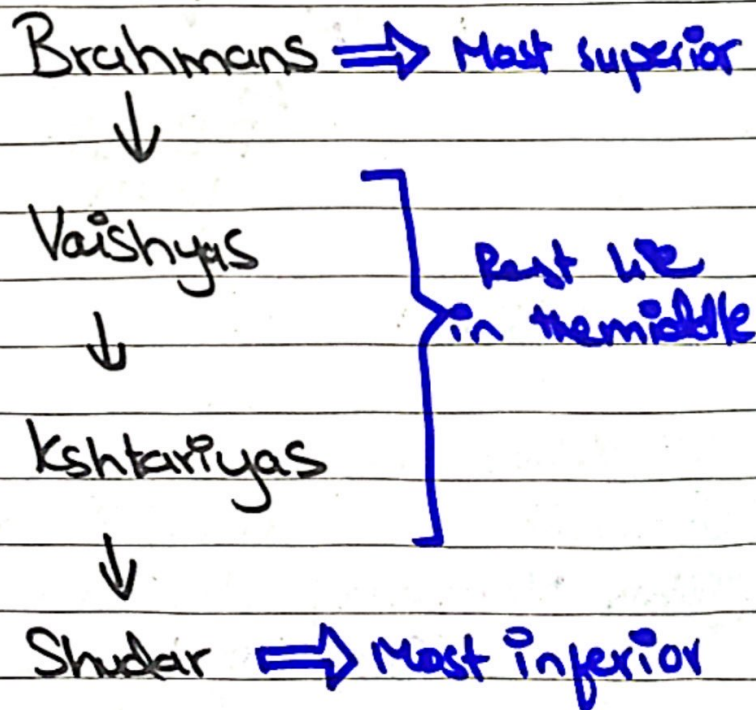 Brahmans ⇒ Most superior
↓
Vaishyas
Rest lie
in the middle
↓
Kshtariyas
↓
Shudar ⇒ Most inferior